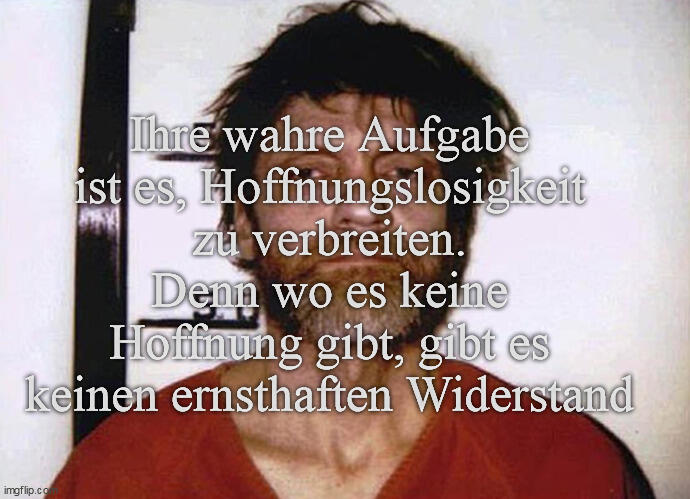 Ihre wahre Aufgabe
ist es, Hoffnungslosigkeit
zu verbreiten.
Denn wo es keine
Hoffnung gibt, gibt es
keinen ernsthaften Widerstand